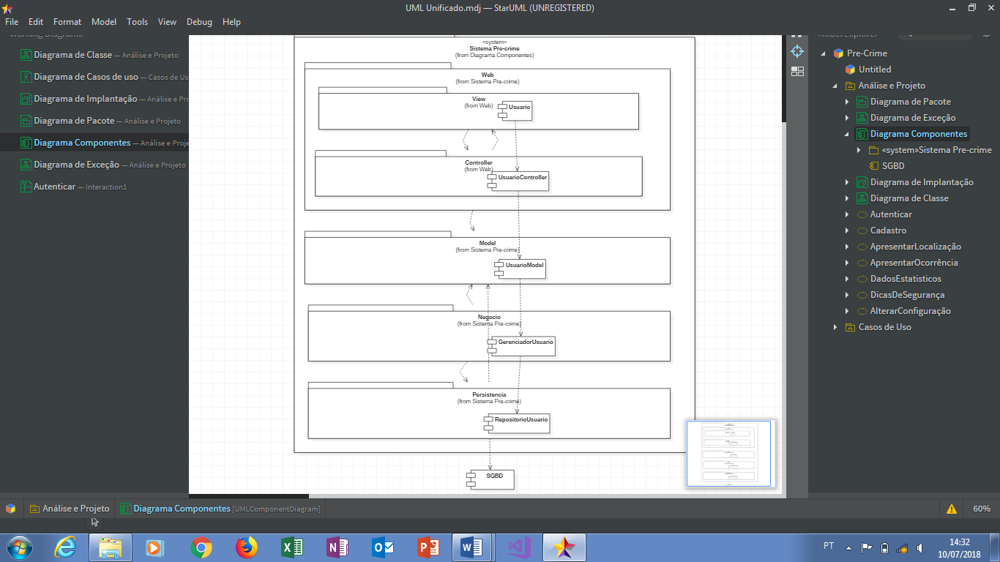 UML Unificado.mdj — StarUML (UNREGISTERED)
File Edit Format Model Tools View Debug Help
Working Diagrams
Diagrama de Classe — Análise e Projeto
Diagrama de Casos de uso — Casos de Us
Diagrama de Implantação — Análise e Pro
Diagrama de Pacote — Análise e Projeto
Diagrama Componentes — Análise e Proje
Diagrama de Exceção — Análise e Projeto
Autenticar — Interaction1
«system»
Sistema Pre-crime
(from Diagrama Componentes)
Web
(from Sistema Pre-crime)
View
(from Web)
Usuario
Controller
(from Web)
UsuarioController
Model
(from Sistema Pre-crime)
UsuarioModel
Negocio
(from Sistema Pre-crime)
GerenciadorUsuario
Persistencia
(from Sistema Pre-crime)
RepositorioUsuario
SGBD
Model Explorer
Pre-Crime
Untitled
Análise e Projeto
Diagrama de Pacote
Diagrama de Exceção
Diagrama Componentes
«system»Sistema Pre-crime
SGBD
Diagrama de Implantação
Diagrama de Classe
Autenticar
Cadastro
ApresentarLocalização
ApresentarOcorrência
DadosEstatisticos
DicasDeSegurança
AlterarConfiguração
Casos de Uso
Análise e Projeto
Diagrama Componentes [UMLComponentDiagram]
60%
PT
14:32
10/07/2018